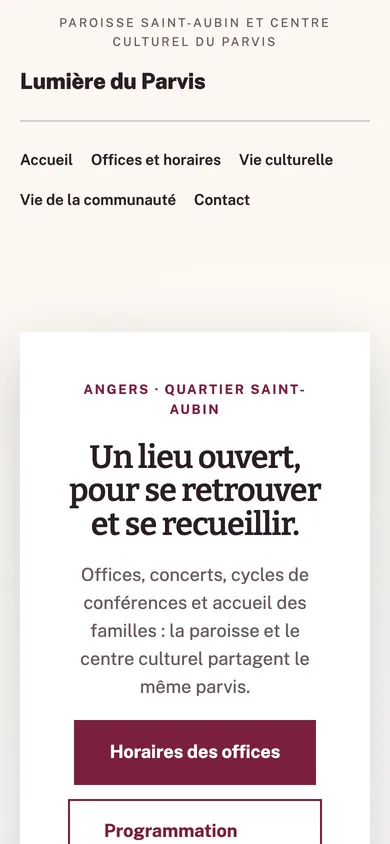 PAROISSE SAINT-AUBIN ET CENTRE
CULTUREL DU PARVIS
Lumière du Parvis
Accueil Offices et horaires Vie culturelle
Vie de la communauté Contact
ANGERS · QUARTIER SAINT-
AUBIN
Un lieu ouvert,
pour se retrouver
et se recueillir.
Offices, concerts, cycles de
conférences et accueil des
familles : la paroisse et le
centre culturel partagent le
même parvis.
Horaires des offices
Programmation